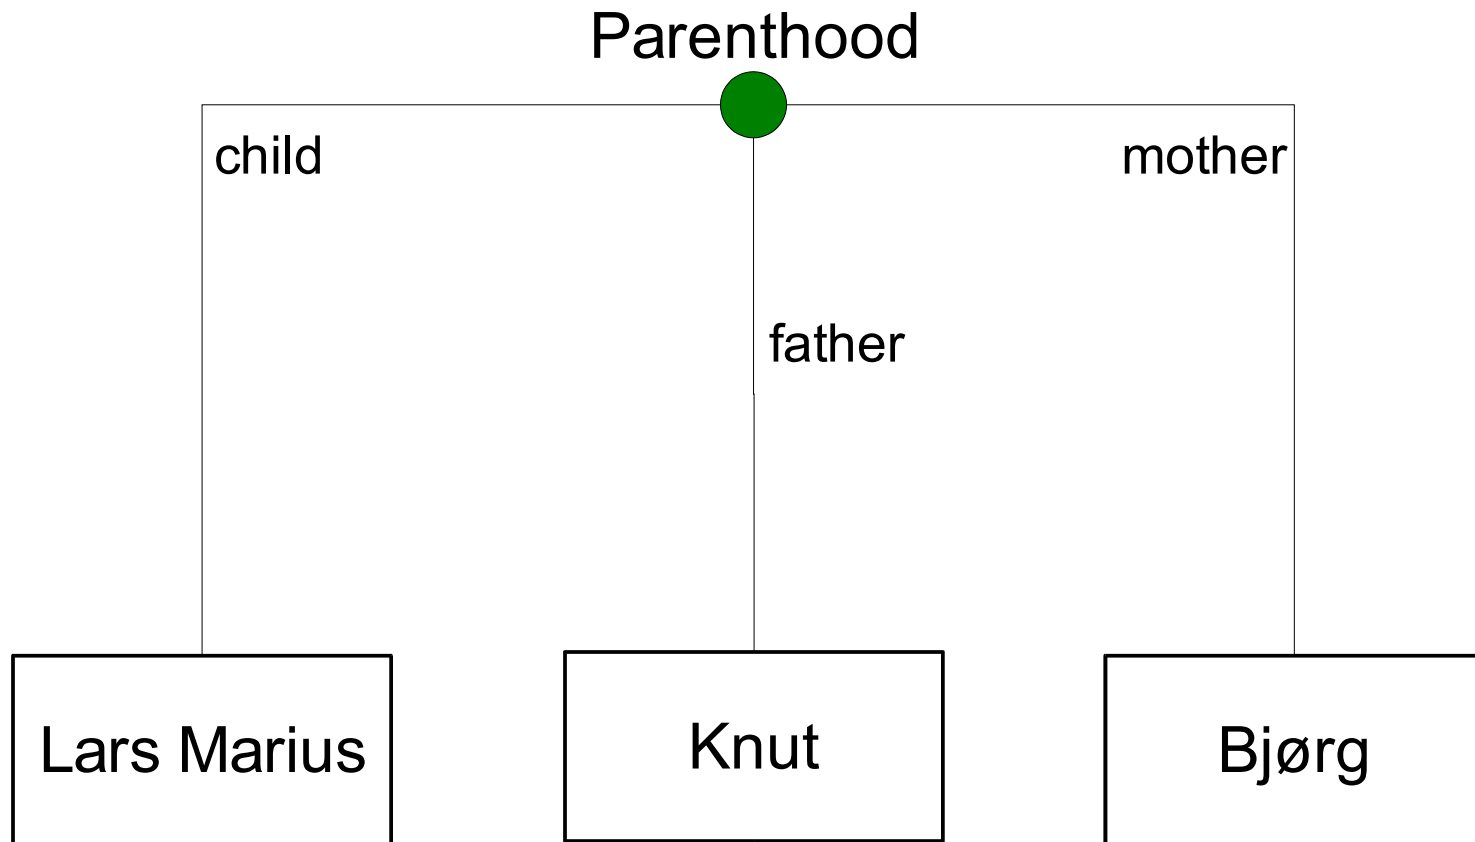 Parenthood
child
mother
father
Lars Marius
Knut
Bjørg